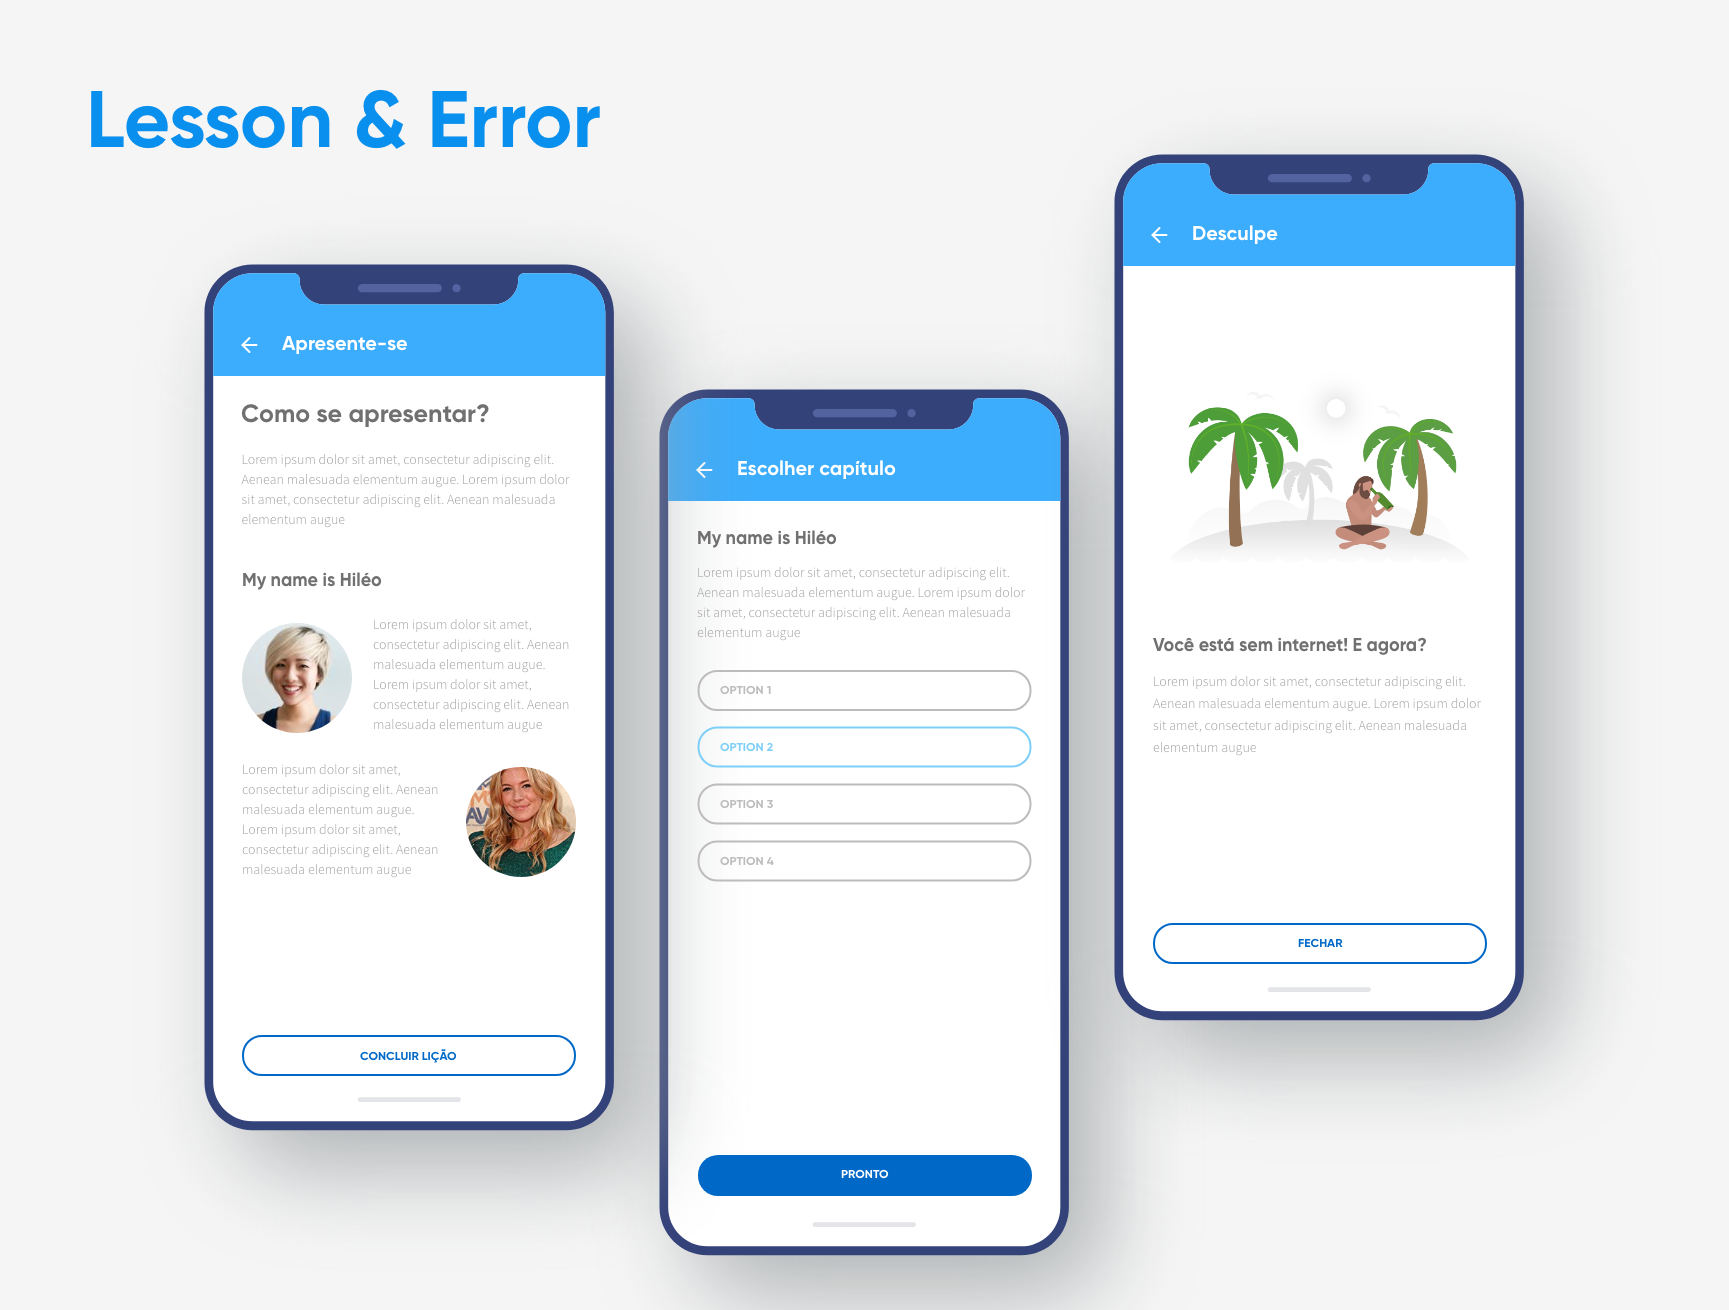 Lesson & Error
Apresente-se
Como se apresentar?
Lorem ipsum dolor sit amet, consectetur adipiscing elit.
Aenean malesuada elementum augue. Lorem ipsum dolor
sit amet, consectetur adipiscing elit. Aenean malesuada
elementum augue
My name is Hiléo
Lorem ipsum dolor sit amet,
consectetur adipiscing elit. Aenean
malesuada elementum augue.
Lorem ipsum dolor sit amet,
consectetur adipiscing elit. Aenean
malesuada elementum augue
Lorem ipsum dolor sit amet,
consectetur adipiscing elit. Aenean
malesuada elementum augue.
Lorem ipsum dolor sit amet,
consectetur adipiscing elit. Aenean
malesuada elementum augue
CONCLUIR LIÇÃO
Escolher capítulo
My name is Hiléo
Lorem ipsum dolor sit amet, consectetur adipiscing elit.
Aenean malesuada elementum augue. Lorem ipsum dolor
sit amet, consectetur adipiscing elit. Aenean malesuada
elementum augue
OPTION 1
OPTION 2
OPTION 3
OPTION 4
PRONTO
Desculpe
Você está sem internet! E agora?
Lorem ipsum dolor sit amet, consectetur adipiscing elit.
Aenean malesuada elementum augue. Lorem ipsum dolor
sit amet, consectetur adipiscing elit. Aenean malesuada
elementum augue
FECHAR